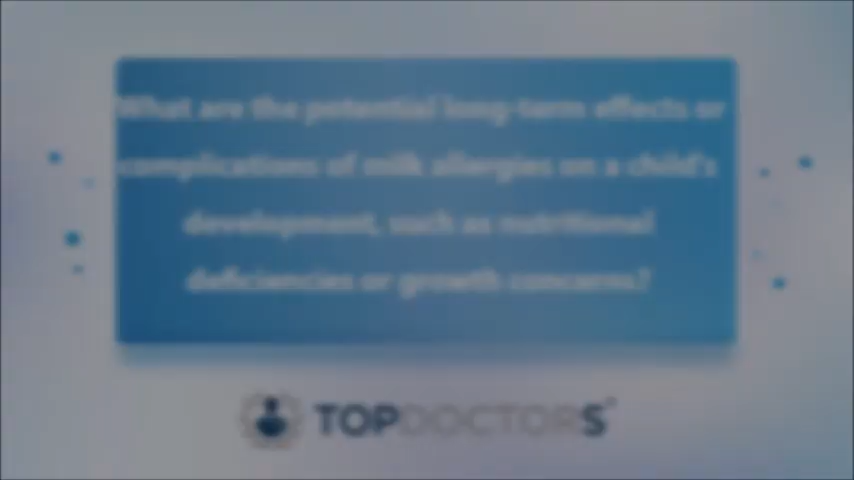 What are the potential long-term effects or
complications of milk allergies on a child's
development, such as nutritional
deficiencies or growth concerns?
TOPDOCTORS